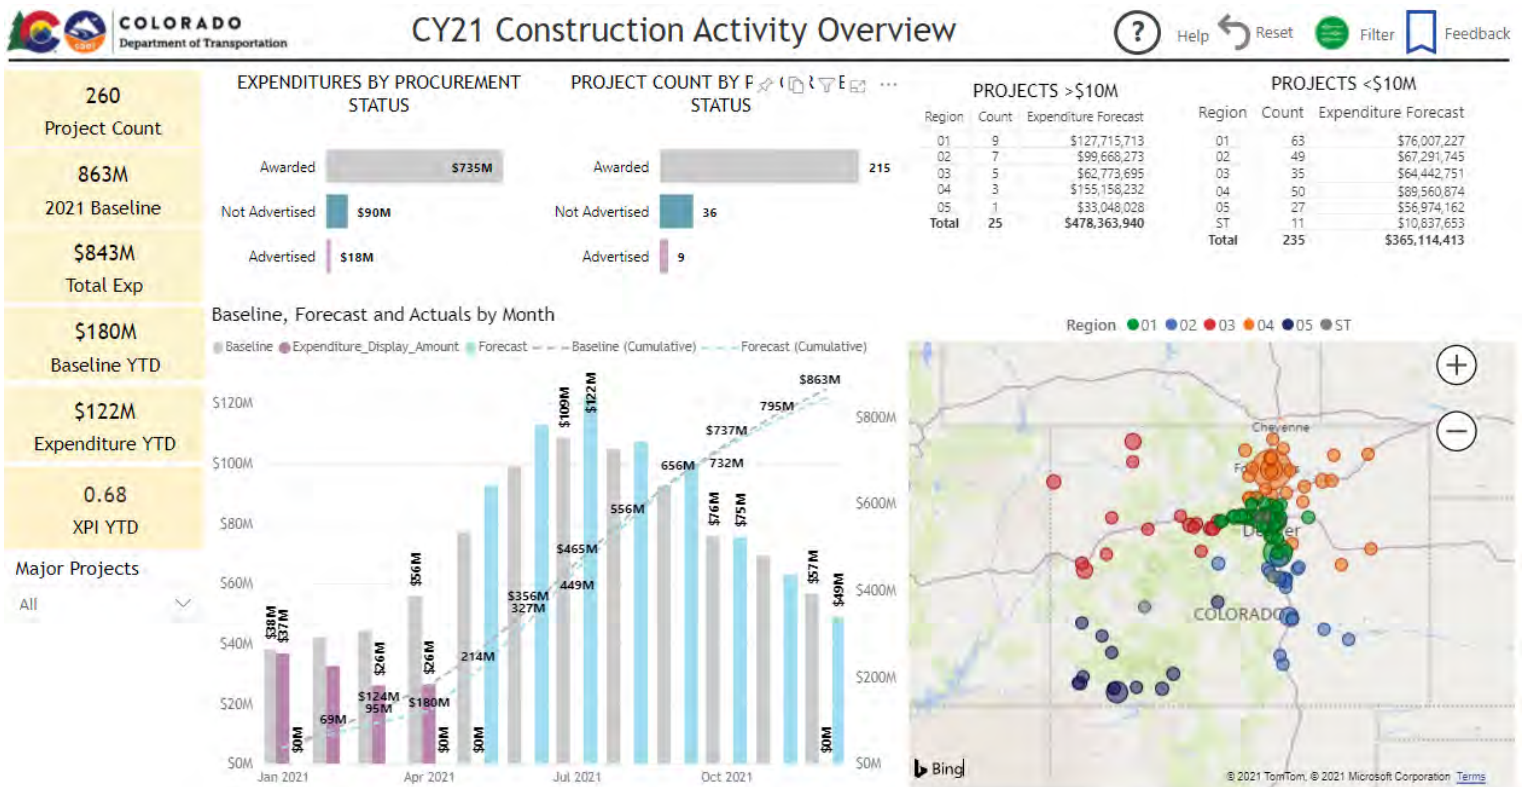 COLORADO
Department of Transportation
CDOT
CY21 Construction Activity Overview
?
Help
Reset
Filter
Feedback
260
Project Count
863M
2021 Baseline
$843M
Total Exp
$180M
Baseline YTD
$122M
Expenditure YTD
0.68
XPI YTD
Major Projects
All
EXPENDITURES BY PROCUREMENT
STATUS
Awarded $735M
Not Advertised $90M
Advertised $18M
PROJECT COUNT BY
STATUS
Awarded 215
Not Advertised 36
Advertised 9
PROJECTS >$10M
Region Count Expenditure Forecast
01 9 $127,715,713
02 7 $99,668,273
03 5 $62,773,695
04 3 $155,158,232
05 1 $33,048,028
Total 25 $478,363,940
PROJECTS <$10M
Region Count Expenditure Forecast
01 63 $76,007,227
02 49 $67,291,745
03 35 $64,442,751
04 50 $89,560,874
05 27 $56,974,162
ST 11 $10,837,653
Total 235 $365,114,413
Baseline, Forecast and Actuals by Month
Baseline Expenditure_Display_Amount Forecast Baseline (Cumulative) Forecast (Cumulative)
$120M
$100M
$80M
$60M
$40M
$20M
$0M
$38M
$37M
$0M
69M
$26M
$124M
95M
$56M
$26M
$180M
$0M
214M
$0M
$356M
327M
$109M
$465M
449M
$122M
556M
656M
$737M
732M
$76M
$75M
795M
$57M
$0M
$863M
$49M
$800M
$600M
$400M
$200M
$0M
Jan 2021
Apr 2021
Jul 2021
Oct 2021
Region 01 02 03 04 05 ST
+
−
Cheyenne
COLORADO
Bing
© 2021 TomTom, © 2021 Microsoft Corporation Terms